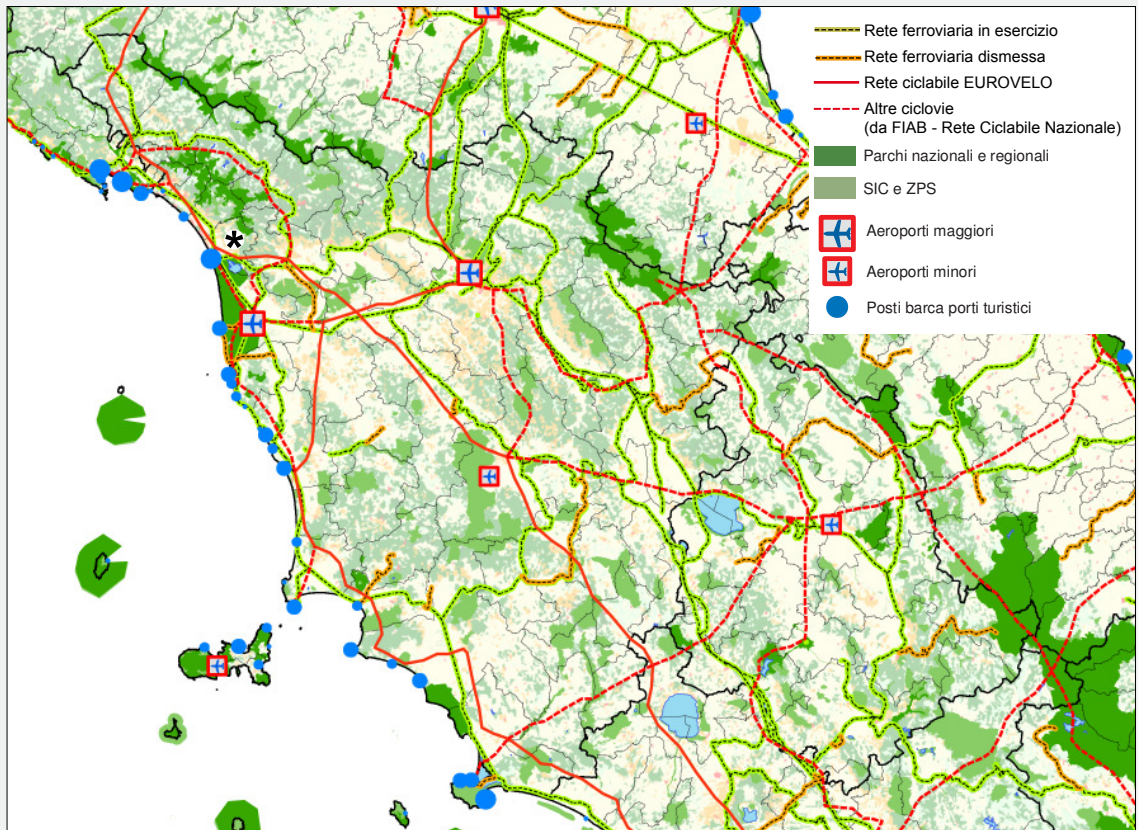 Rete ferroviaria in esercizio
Rete ferroviaria dismessa
Rete ciclabile EUROVELO
Altre ciclovie
(da FIAB - Rete Ciclabile Nazionale)
Parchi nazionali e regionali
SIC e ZPS
Aeroporti maggiori
Aeroporti minori
Posti barca porti turistici
*